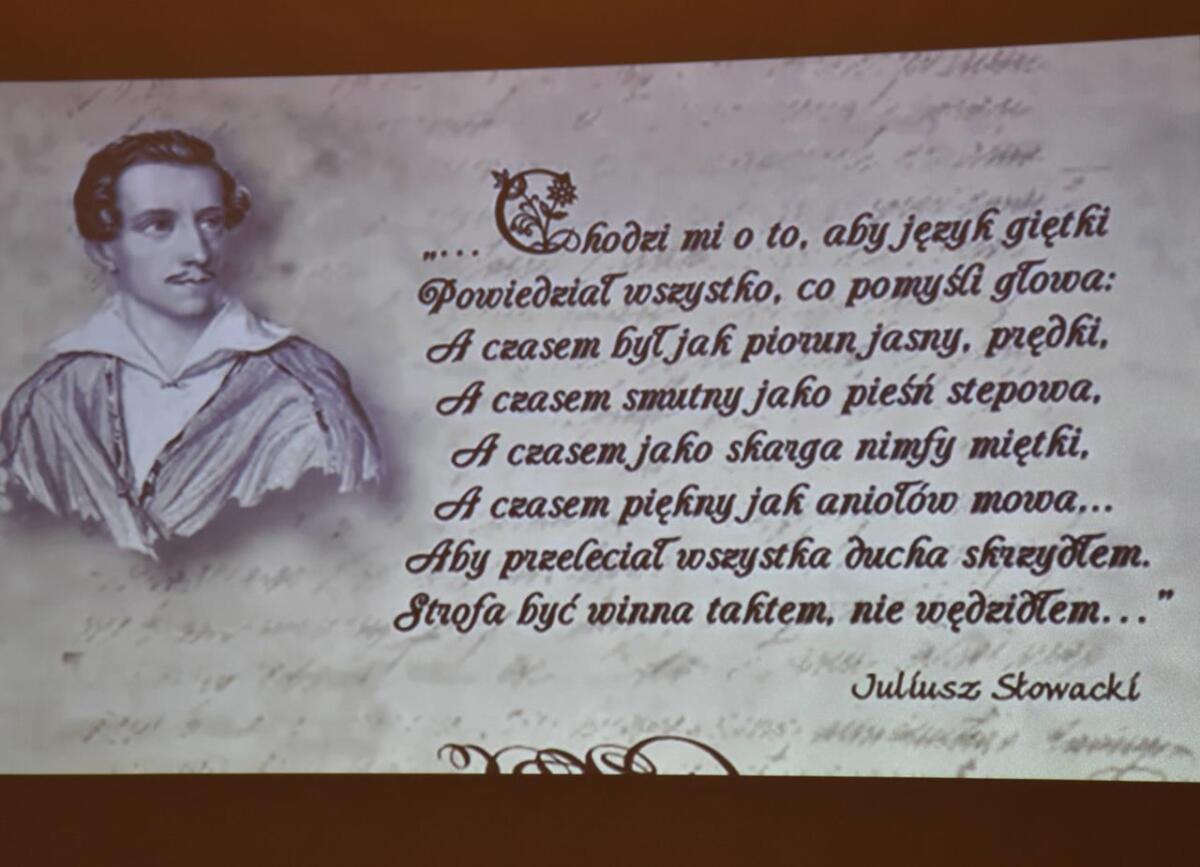 „... Chodzi mi o to, aby język giętki
Powiedział wszystko, co pomyśli głowa:
A czasem był jak piorun jasny, prędki,
A czasem smutny jako pieśń stepowa,
A czasem jako skarga nimfy miętki,
A czasem piękny jak aniołów mowa...
Aby przeleciał wszystka ducha skrzydłem.
Strofa być winna taktem, nie wędzidłem...”
Juliusz Słowacki